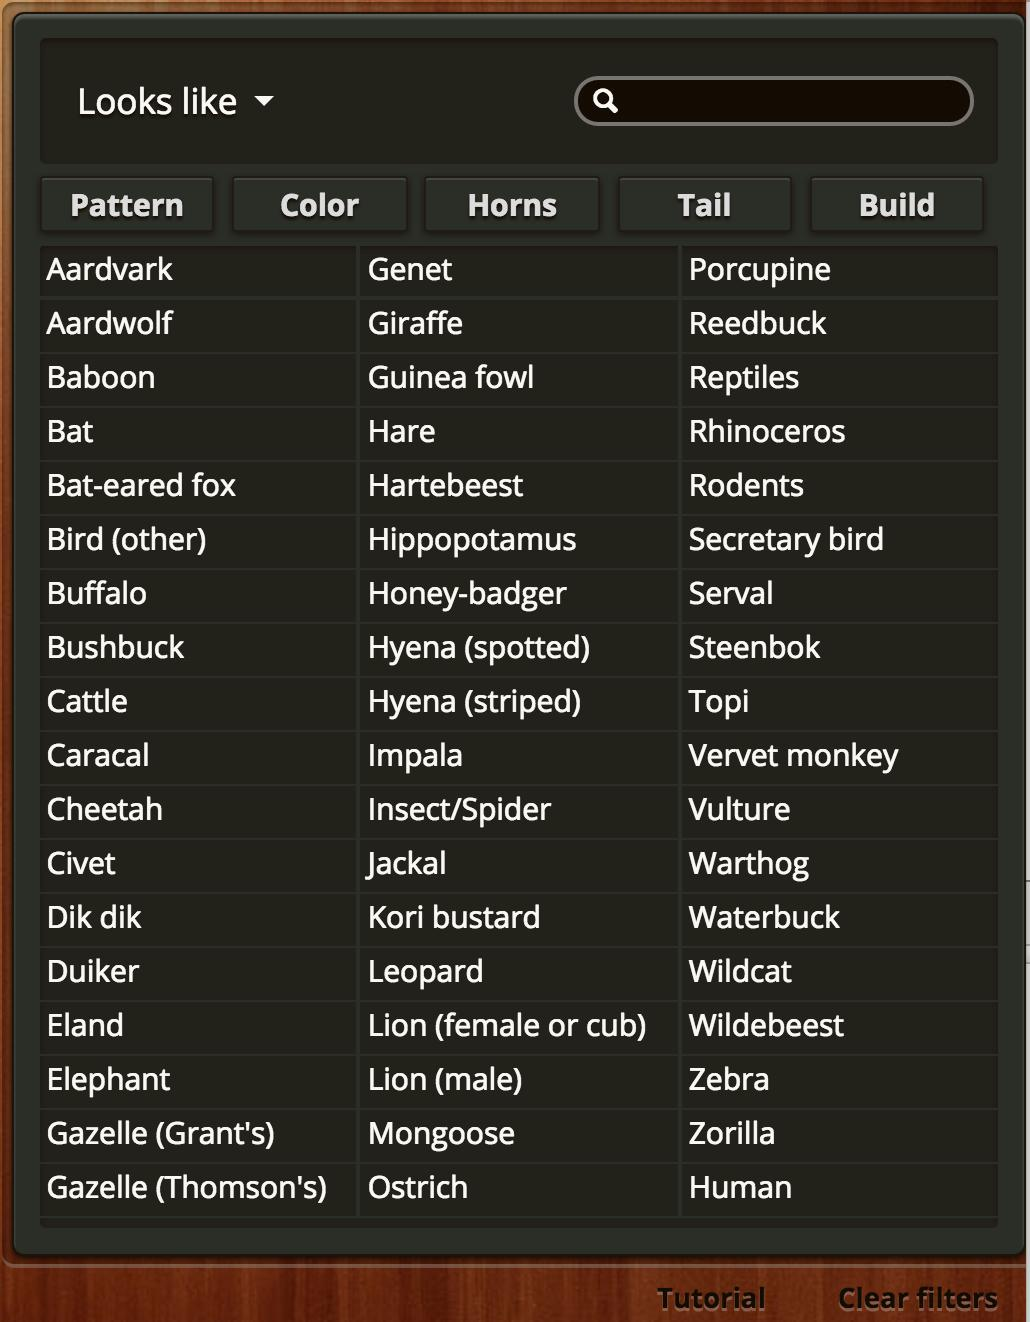 Looks like
Pattern Color Horns Tail Build
Aardvark Genet Porcupine
Aardwolf Giraffe Reedbuck
Baboon Guinea fowl Reptiles
Bat Hare Rhinoceros
Bat-eared fox Hartebeest Rodents
Bird (other) Hippopotamus Secretary bird
Buffalo Honey-badger Serval
Bushbuck Hyena (spotted) Steenbok
Cattle Hyena (striped) Topi
Caracal Impala Vervet monkey
Cheetah Insect/Spider Vulture
Civet Jackal Warthog
Dik dik Kori bustard Waterbuck
Duiker Leopard Wildcat
Eland Lion (female or cub) Wildebeest
Elephant Lion (male) Zebra
Gazelle (Grant's) Mongoose Zorilla
Gazelle (Thomson's) Ostrich Human
Tutorial Clear filters